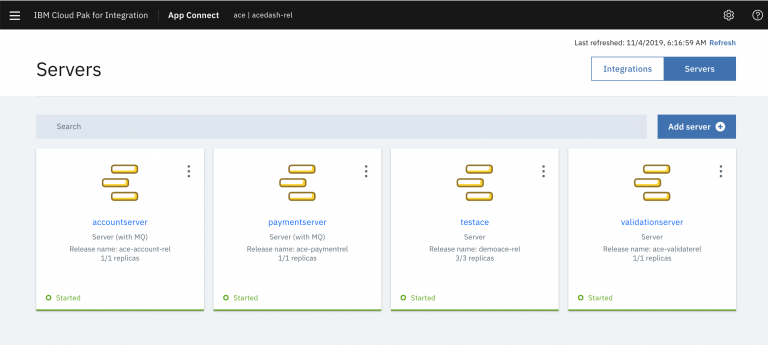 IBM Cloud Pak for Integration App Connect ace | acedash-rel
Last refreshed: 11/4/2019, 6:16:59 AM Refresh
Servers
Integrations Servers
Search
Add server
accountserver
Server (with MQ)
Release name: ace-account-rel
1/1 replicas
Started
paymentserver
Server (with MQ)
Release name: ace-paymentrel
1/1 replicas
Started
testace
Server
Release name: demoace-rel
3/3 replicas
Started
validationserver
Server
Release name: ace-validaterel
1/1 replicas
Started